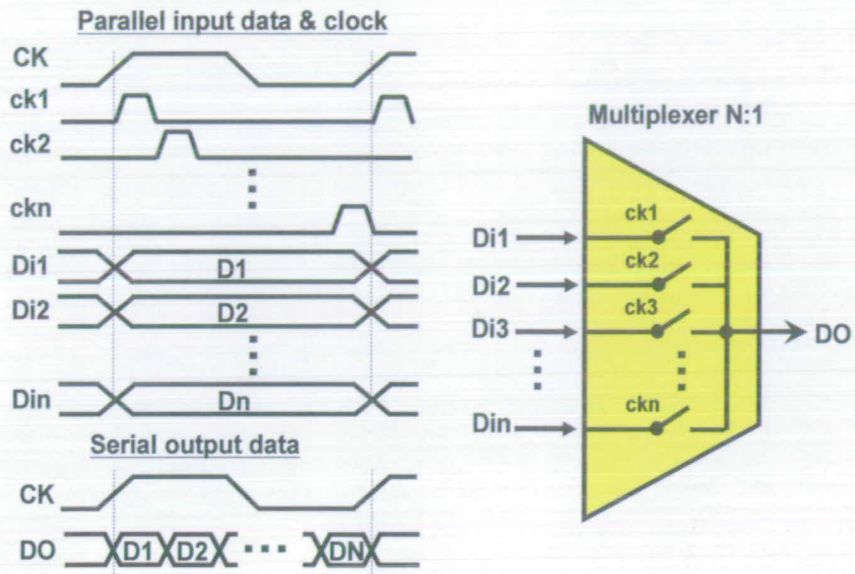 Parallel input data & clock
CK
ck1
ck2
ckn
Di1
D1
Di2
D2
Din
Dn
Serial output data
CK
DO
D1
D2
DN
Multiplexer N:1
Di1
ck1
Di2
ck2
Di3
ck3
DO
Din
ckn